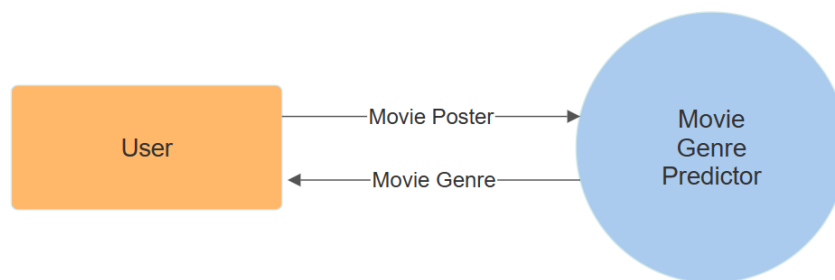 User
Movie Poster
Movie Genre
Movie
Genre
Predictor